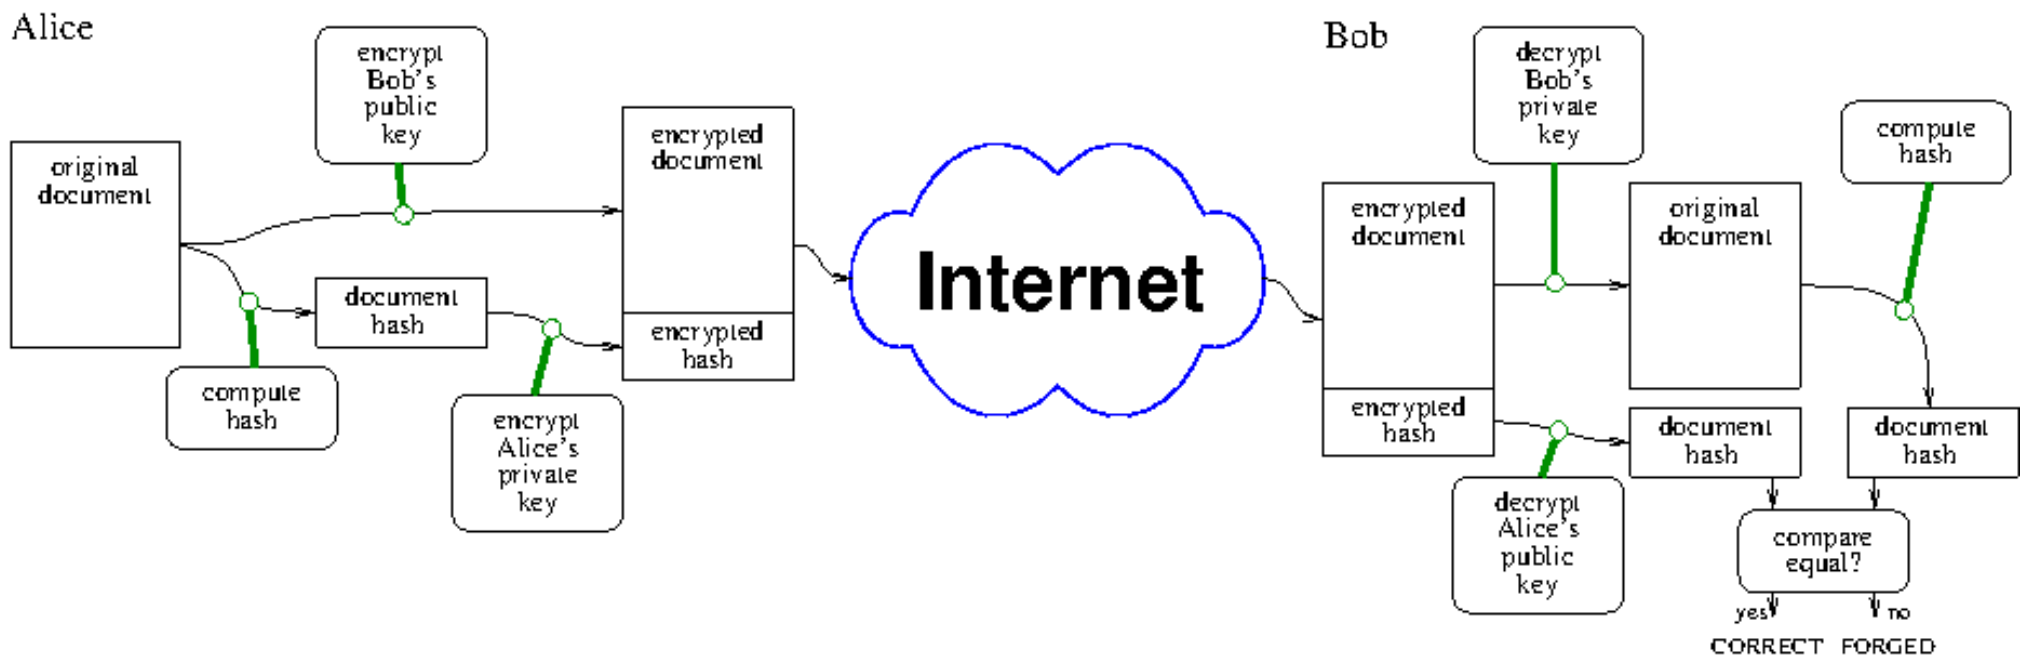 Alice
encrypt
Bob's
public
key
original
document
encrypted
document
document
hash
encrypted
hash
compute
hash
encrypt
Alice's
private
key
Internet
Bob
decrypt
Bob's
private
key
compute
hash
encrypted
document
original
document
encrypted
hash
document
hash
document
hash
decrypt
Alice's
public
key
compare
equal?
yes no
CORRECT FORGED